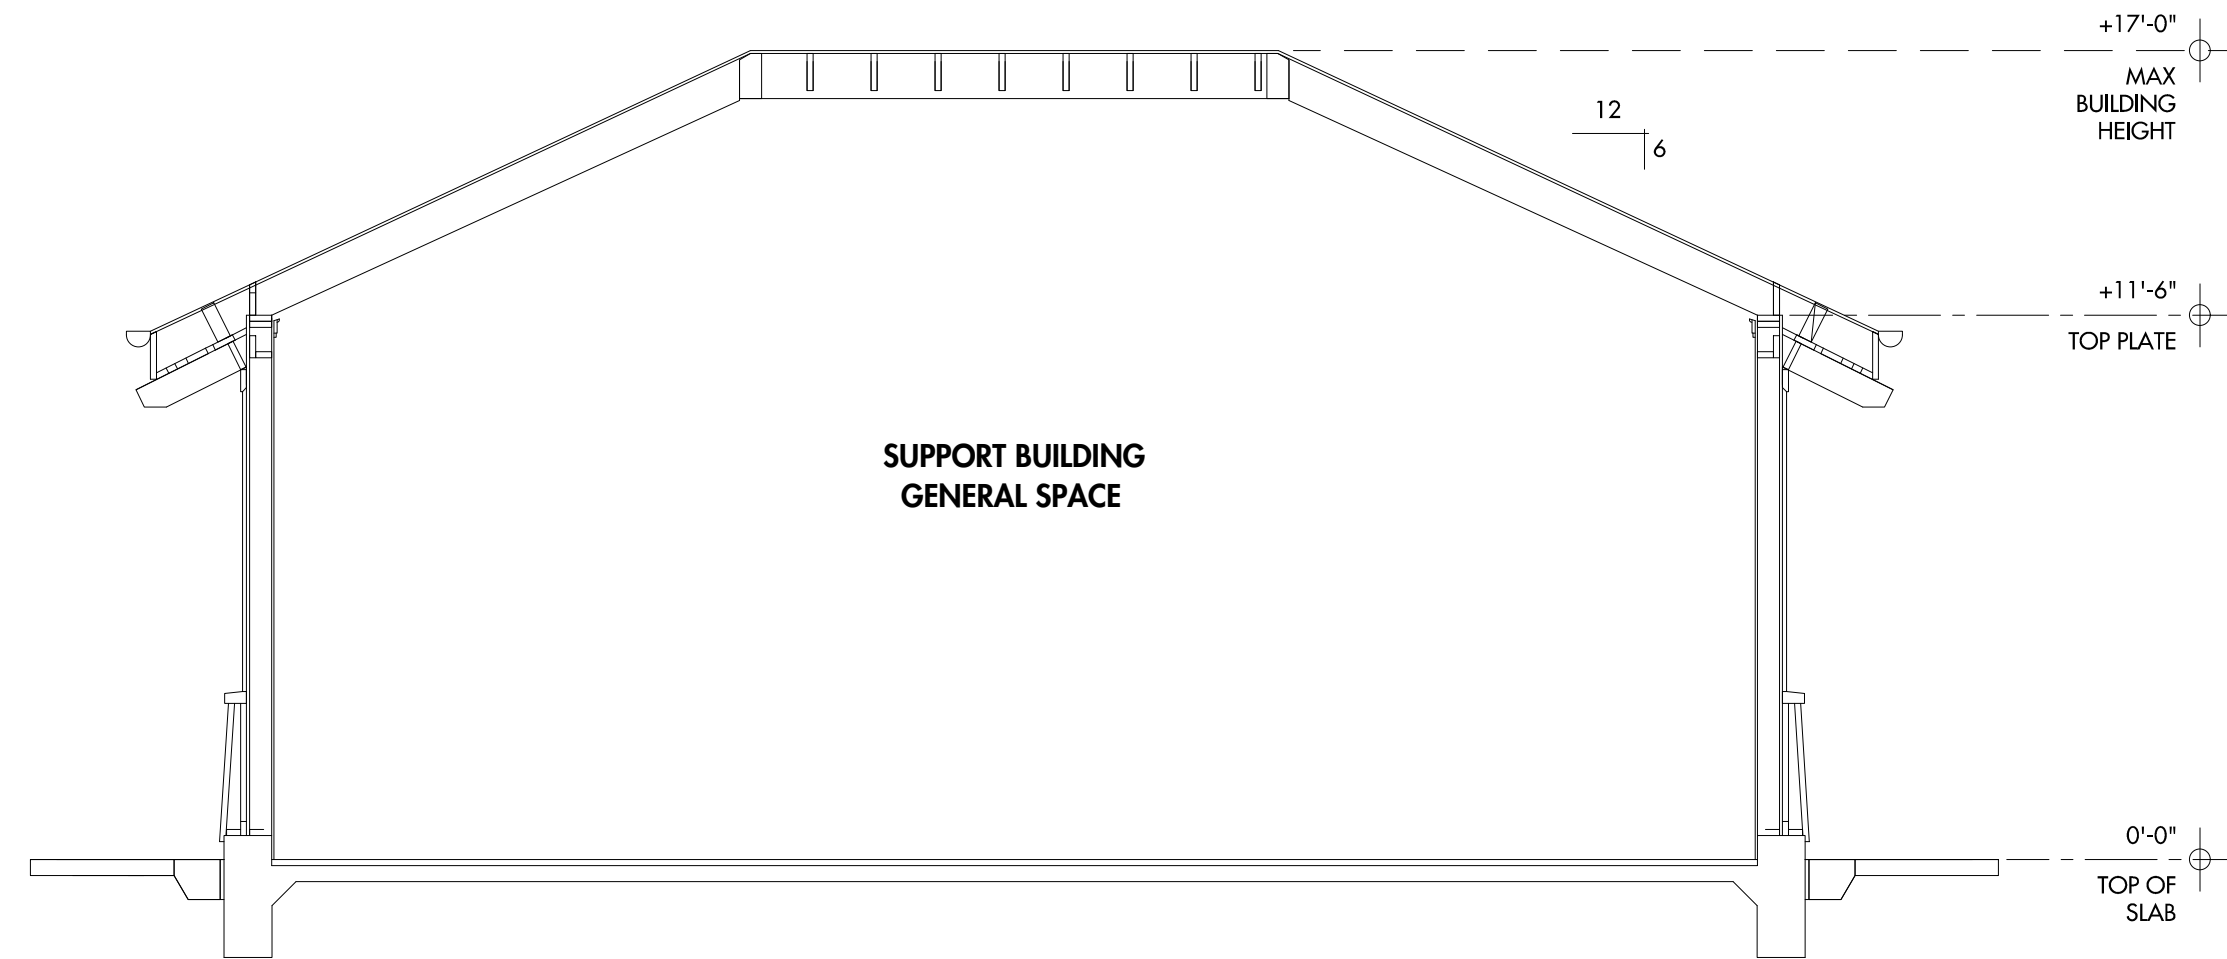 +17'-0"
MAX
BUILDING
HEIGHT
12
6
+11'-6"
TOP PLATE
SUPPORT BUILDING
GENERAL SPACE
0'-0"
TOP OF
SLAB